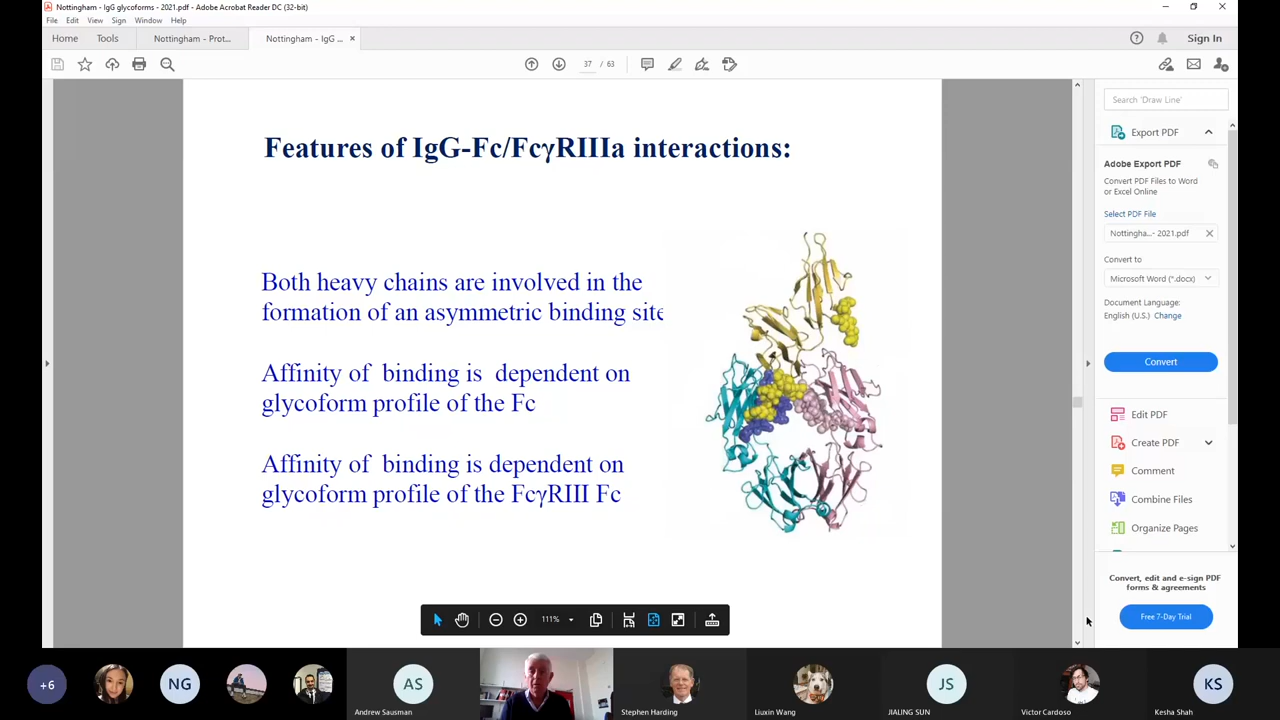 Nottingham - IgG glycoforms - 2021.pdf - Adobe Acrobat Reader DC (32-bit)
File Edit View Sign Window Help
Home Tools Nottingham - Prot... Nottingham - IgG ... ×
Sign In
37 / 63
Features of IgG-Fc/FcγRIIIa interactions:
Both heavy chains are involved in the
formation of an asymmetric binding site
Affinity of binding is dependent on
glycoform profile of the Fc
Affinity of binding is dependent on
glycoform profile of the FcγRIII Fc
111%
Search 'Draw Line'
Export PDF
Adobe Export PDF
Convert PDF Files to Word
or Excel Online
Select PDF File
Nottingha...- 2021.pdf
Convert to
Microsoft Word (*.docx)
Document Language:
English (U.S.) Change
Convert
Edit PDF
Create PDF
Comment
Combine Files
Organize Pages
Convert, edit and e-sign PDF
forms & agreements
Free 7-Day Trial
+6
NG
AS
JS
KS
Andrew Sausman
Stephen Harding
Liuxin Wang
JIALING SUN
Victor Cardoso
Kesha Shah